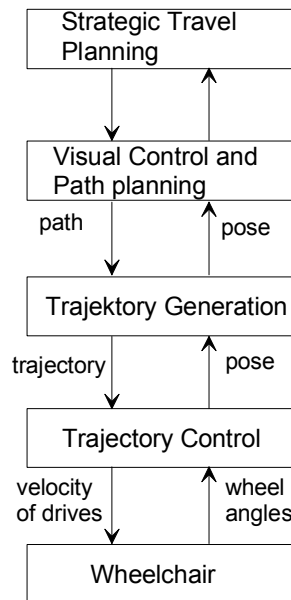 Strategic Travel
Planning
Visual Control and
Path planning
path
pose
Trajektory Generation
trajectory
pose
Trajectory Control
velocity
of drives
wheel
angles
Wheelchair